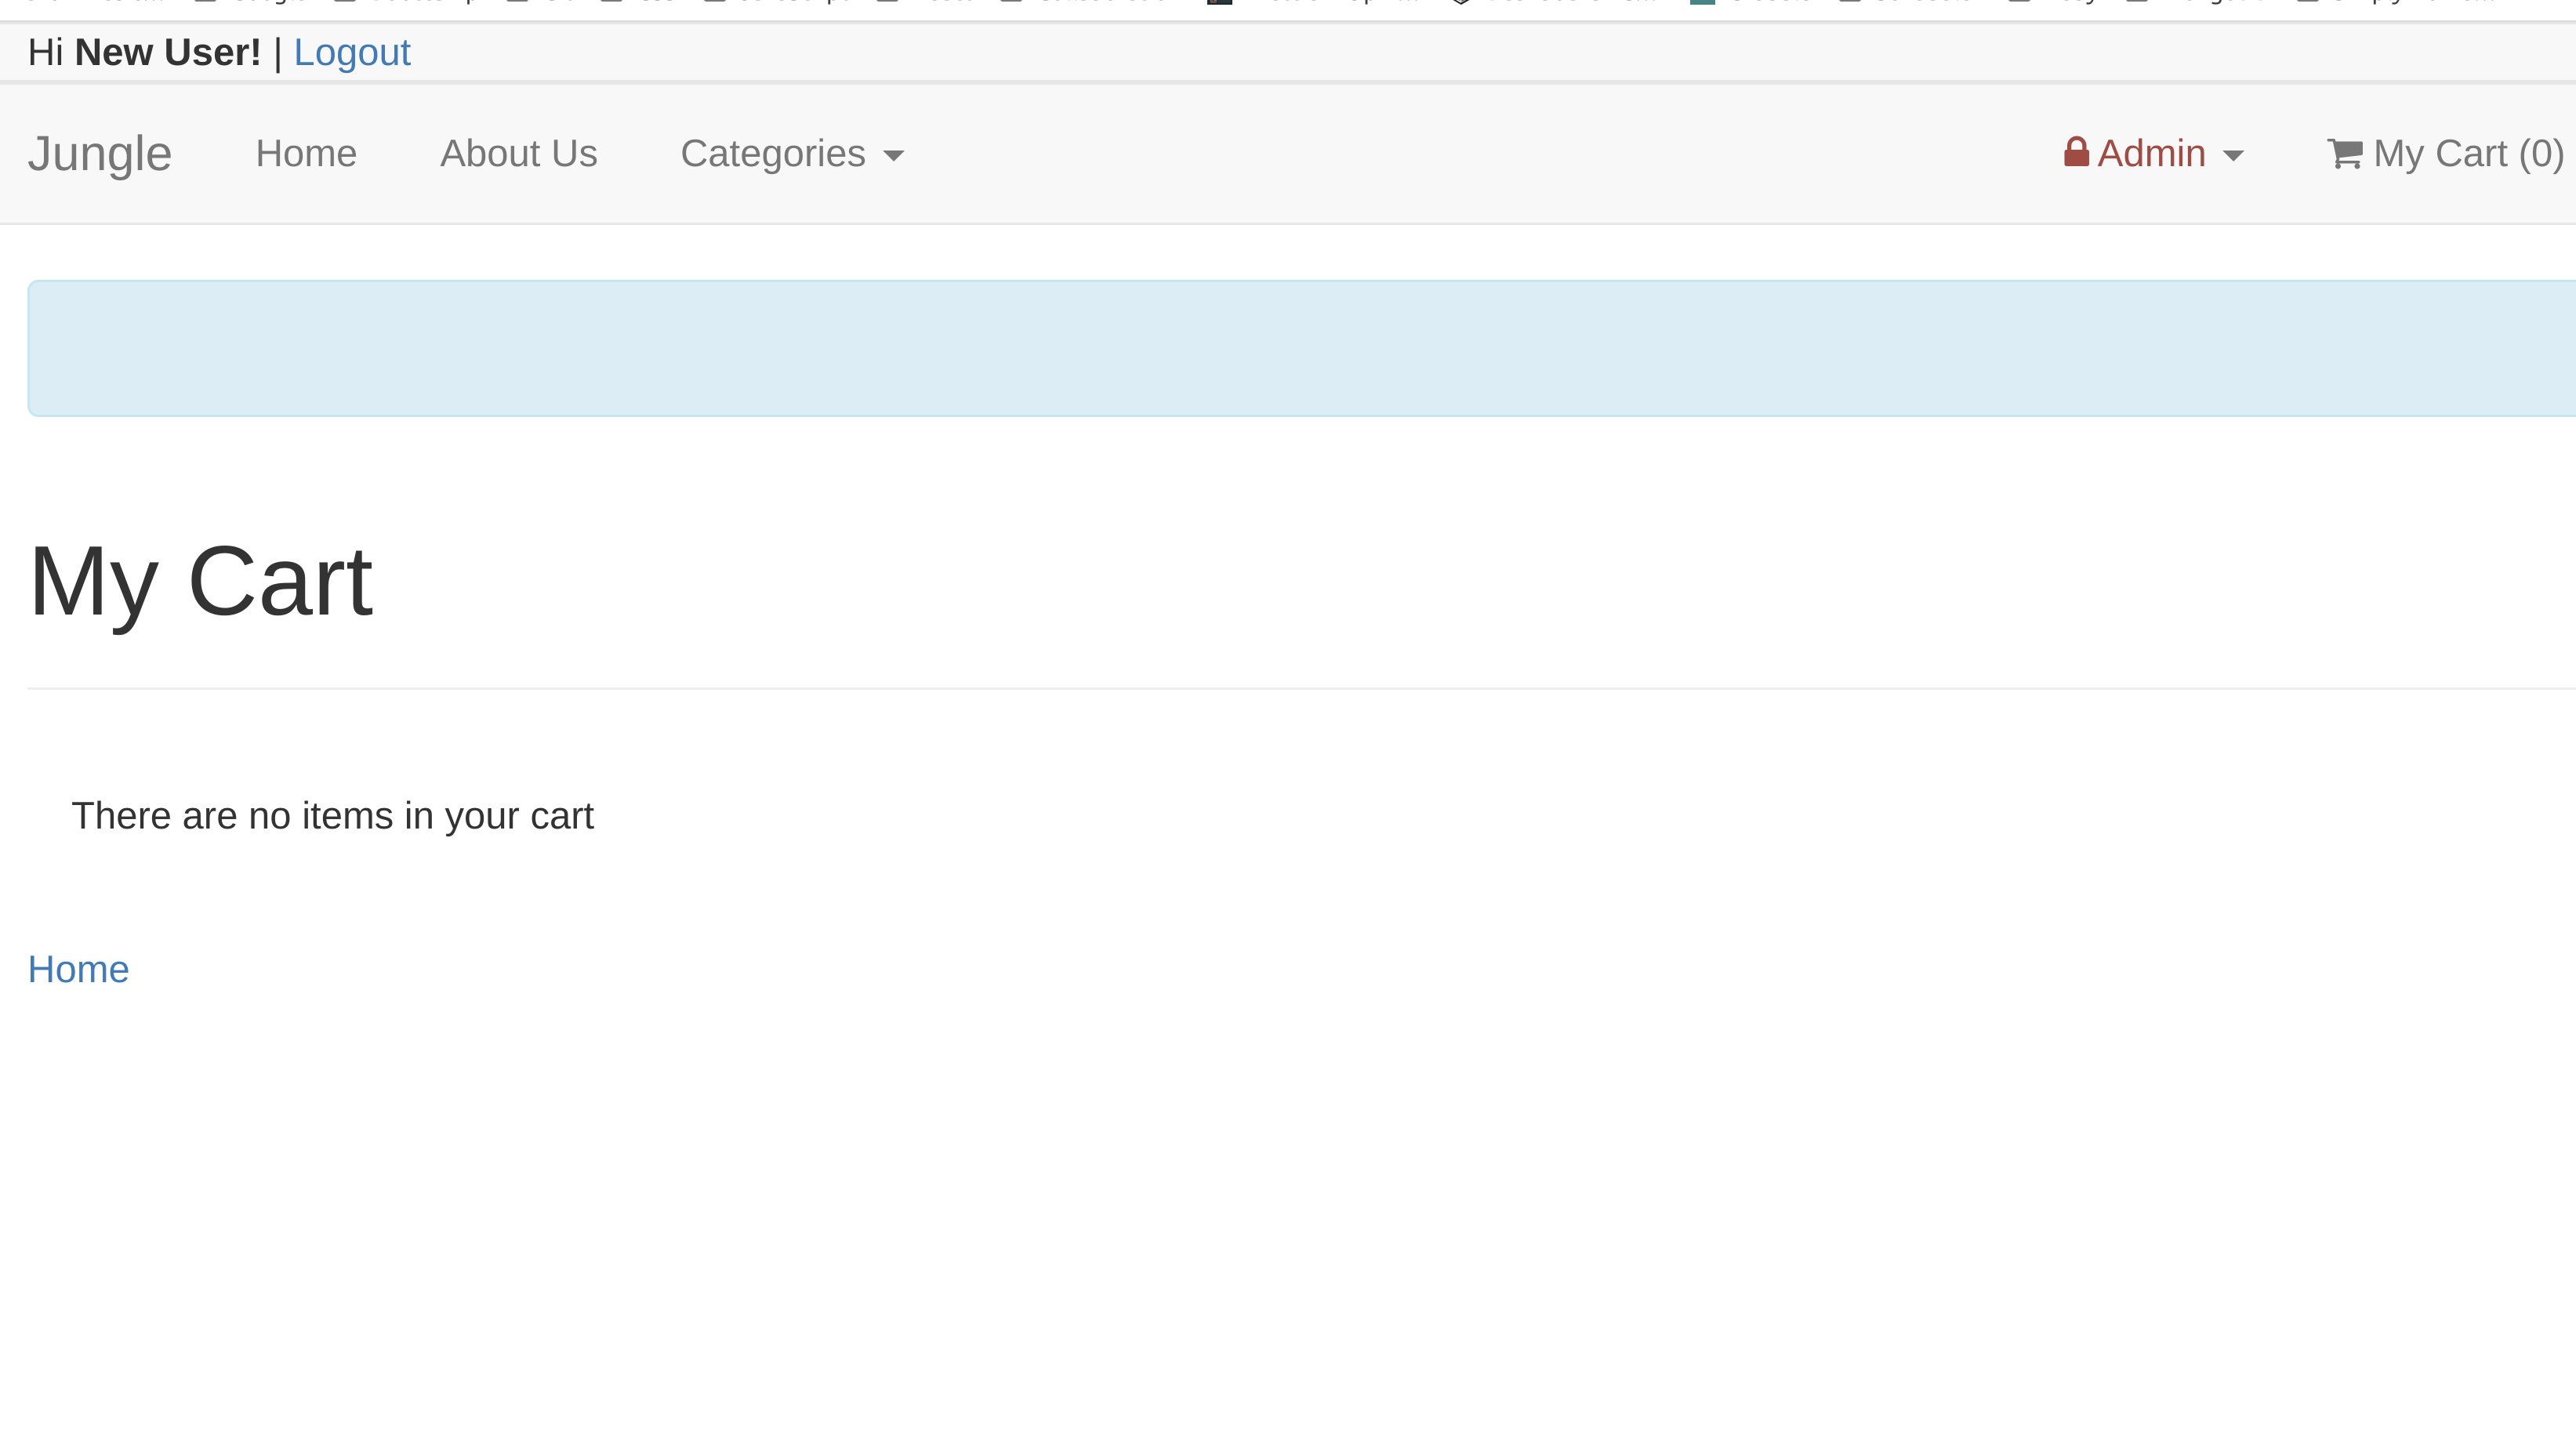 Hi New User! | Logout
Jungle Home About Us Categories Admin My Cart (0)
My Cart
There are no items in your cart
Home